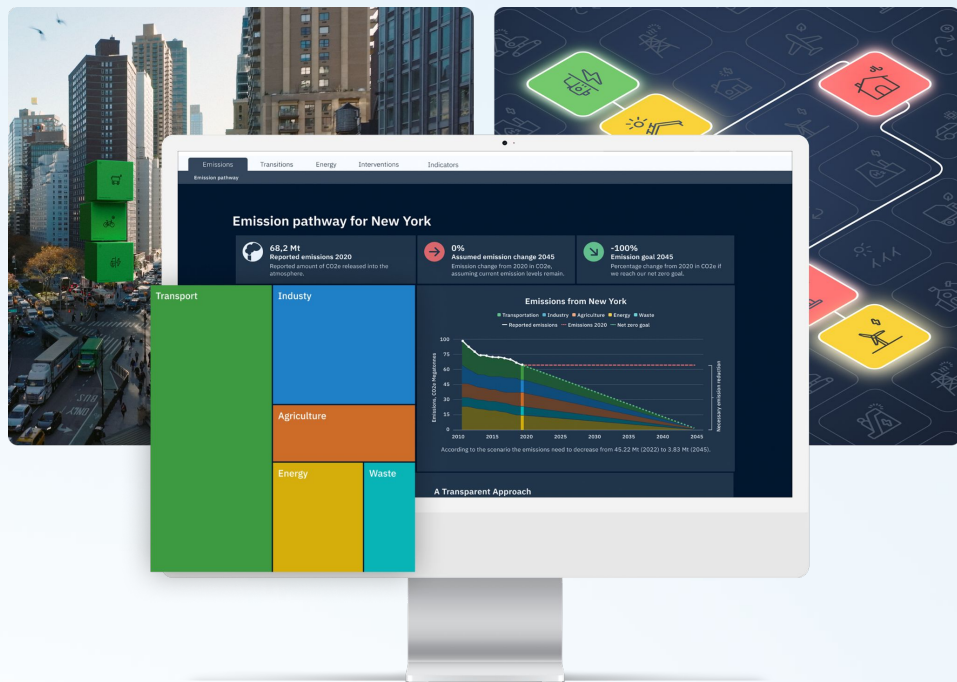 Emissions
Transitions
Energy
Interventions
Indicators
Emission pathway
Emission pathway for New York
68,2 Mt
Reported emissions 2020
Reported amount of CO2e released into the
atmosphere.
0%
Assumed emission change 2045
Emission change from 2020 in CO2e,
assuming current emission levels remain.
-100%
Emission goal 2045
Percentage change from 2020 in CO2e if
we reach our net zero goal.
Transport
Industy
Agriculture
Energy
Waste
Emissions from New York
Transportation Industry Agriculture Energy Waste
Reported emissions Emissions 2020 Net zero goal
Emissions, CO2e Megatonnes
100
75
60
45
30
15
0
2010 2015 2020 2025 2030 2035 2040 2045
Necessary emission reduction
According to the scenario the emissions need to decrease from 45.22 Mt (2022) to 3.83 Mt (2045).
A Transparent Approach
BUS
ONLY